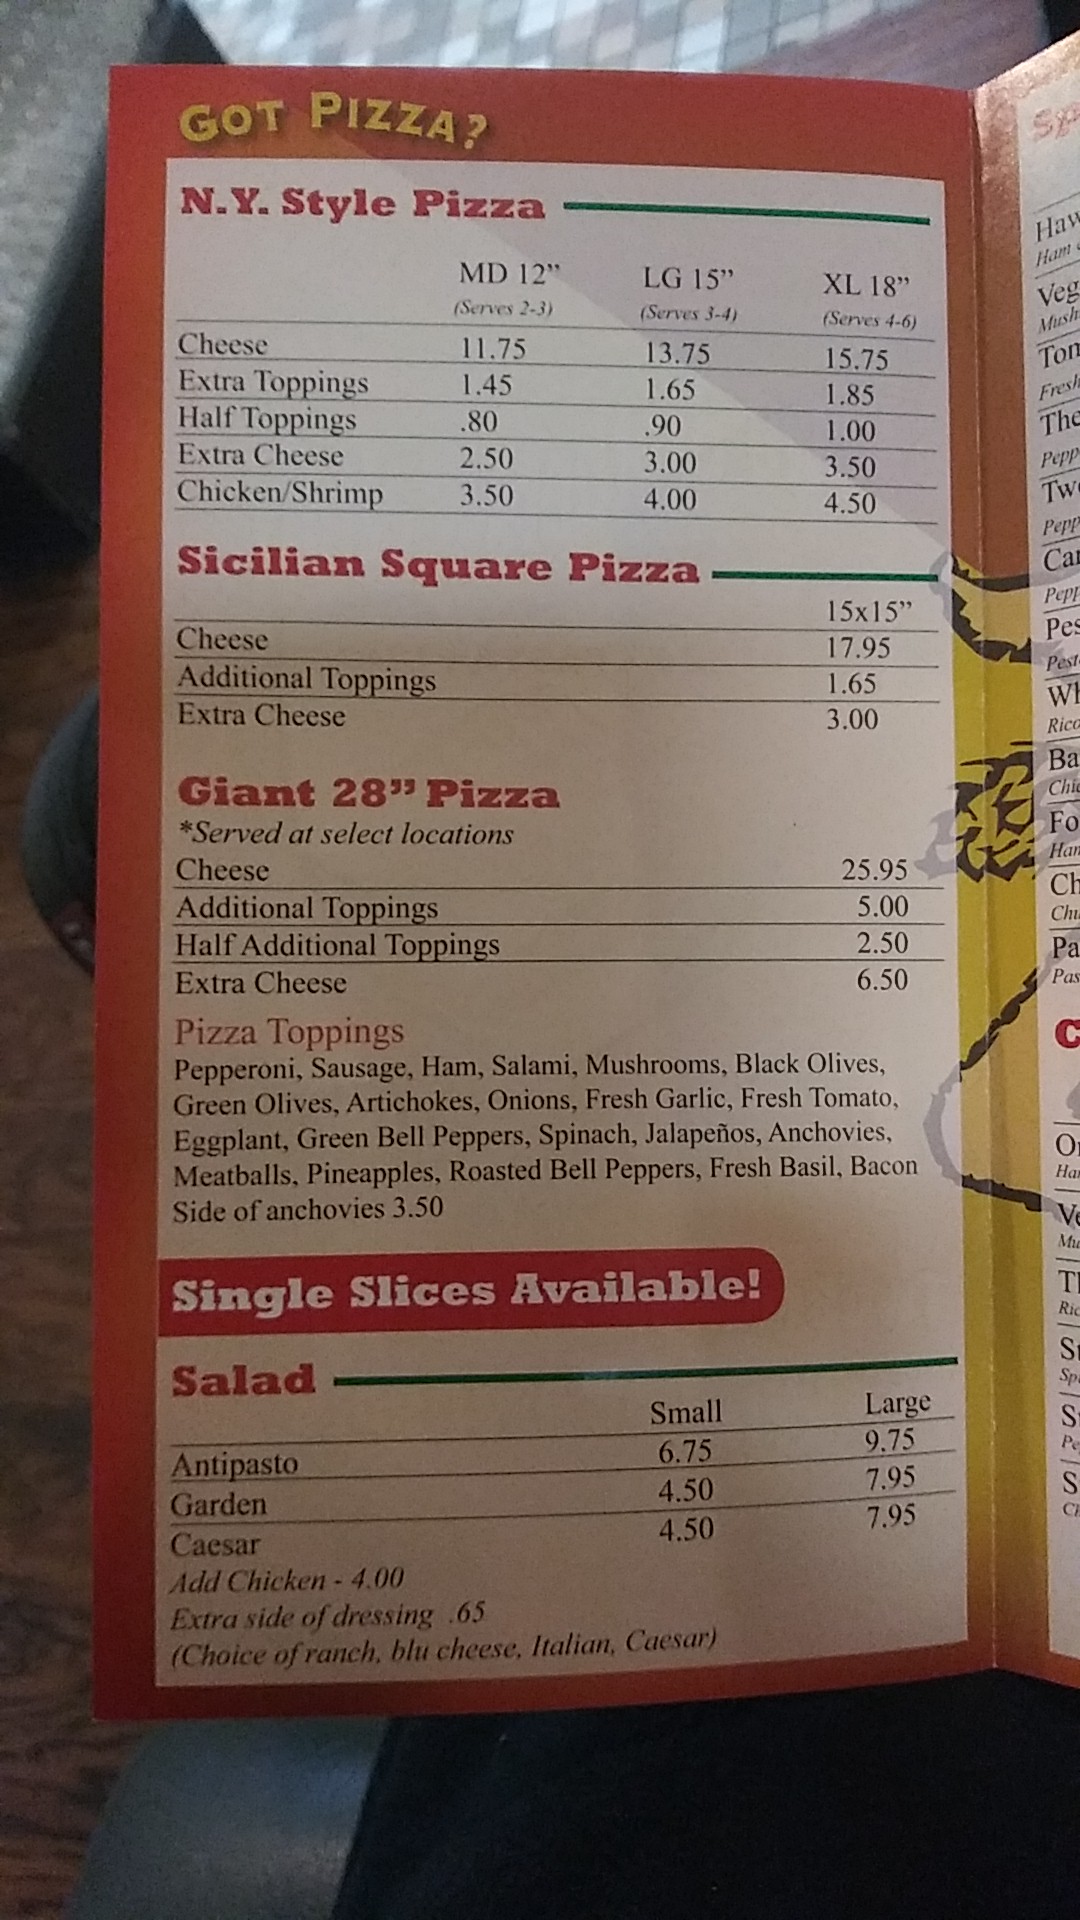 GOT PIZZA?
N.Y. Style Pizza
MD 12" LG 15" XL 18"
(Serves 2-3) (Serves 3-4) (Serves 4-6)
Cheese 11.75 13.75 15.75
Extra Toppings 1.45 1.65 1.85
Half Toppings .80 .90 1.00
Extra Cheese 2.50 3.00 3.50
Chicken/Shrimp 3.50 4.00 4.50
Sicilian Square Pizza
15x15"
Cheese 17.95
Additional Toppings 1.65
Extra Cheese 3.00
Giant 28" Pizza
*Served at select locations
Cheese 25.95
Additional Toppings 5.00
Half Additional Toppings 2.50
Extra Cheese 6.50
Pizza Toppings
Pepperoni, Sausage, Ham, Salami, Mushrooms, Black Olives,
Green Olives, Artichokes, Onions, Fresh Garlic, Fresh Tomato,
Eggplant, Green Bell Peppers, Spinach, Jalapeños, Anchovies,
Meatballs, Pineapples, Roasted Bell Peppers, Fresh Basil, Bacon
Side of anchovies 3.50
Single Slices Available!
Salad
Small Large
Antipasto 6.75 9.75
Garden 4.50 7.95
Caesar 4.50 7.95
Add Chicken - 4.00
Extra side of dressing .65
(Choice of ranch, blu cheese, Italian, Caesar)